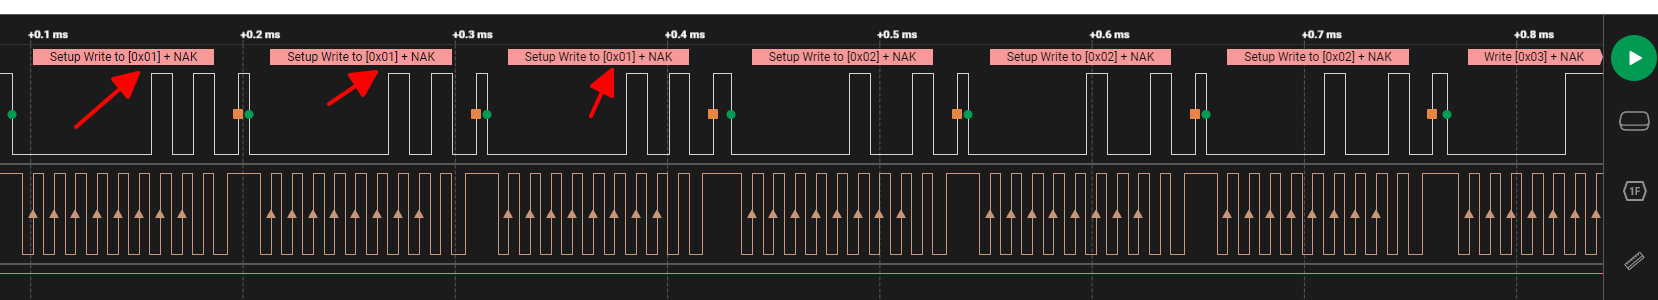 +0.1 ms +0.2 ms +0.3 ms +0.4 ms +0.5 ms +0.6 ms +0.7 ms +0.8 ms
Setup Write to [0x01] + NAK Setup Write to [0x01] + NAK Setup Write to [0x01] + NAK Setup Write to [0x02] + NAK Setup Write to [0x02] + NAK Setup Write to [0x02] + NAK Write [0x03] + NAK
1F